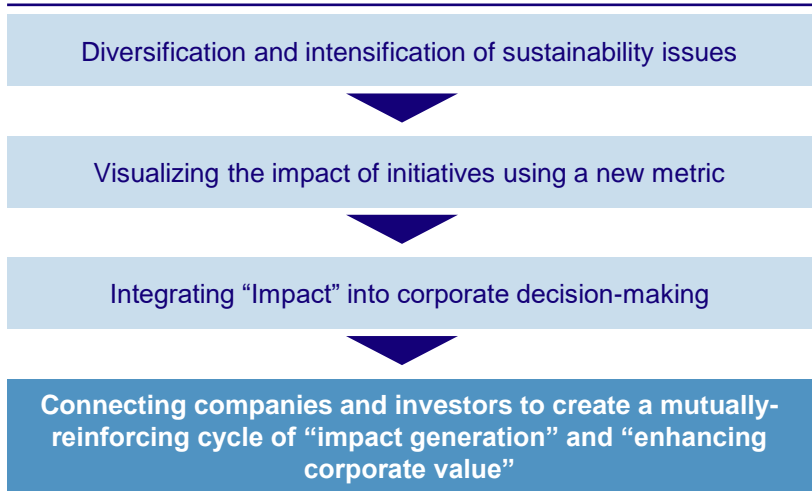 Diversification and intensification of sustainability issues
Visualizing the impact of initiatives using a new metric
Integrating “Impact” into corporate decision-making
Connecting companies and investors to create a mutually-
reinforcing cycle of “impact generation” and “enhancing
corporate value”